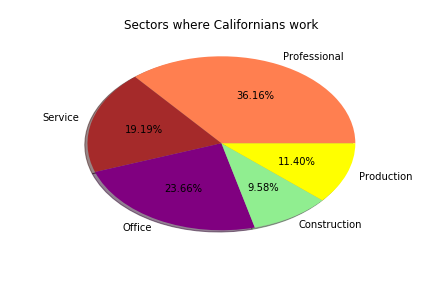 Sectors where Californians work
Professional
36.16%
Service
19.19%
11.40%
Production
23.66%
9.58%
Office
Construction